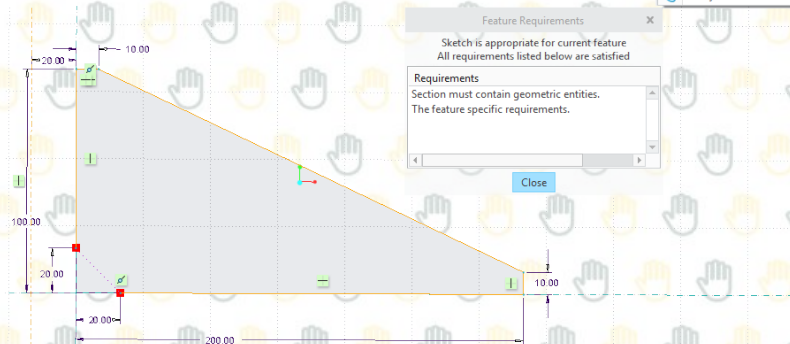 Feature Requirements
Sketch is appropriate for current feature
All requirements listed below are satisfied
Requirements
Section must contain geometric entities.
The feature specific requirements.
Close
10.00
20.00
100.00
20.00
20.00
10.00
200.00